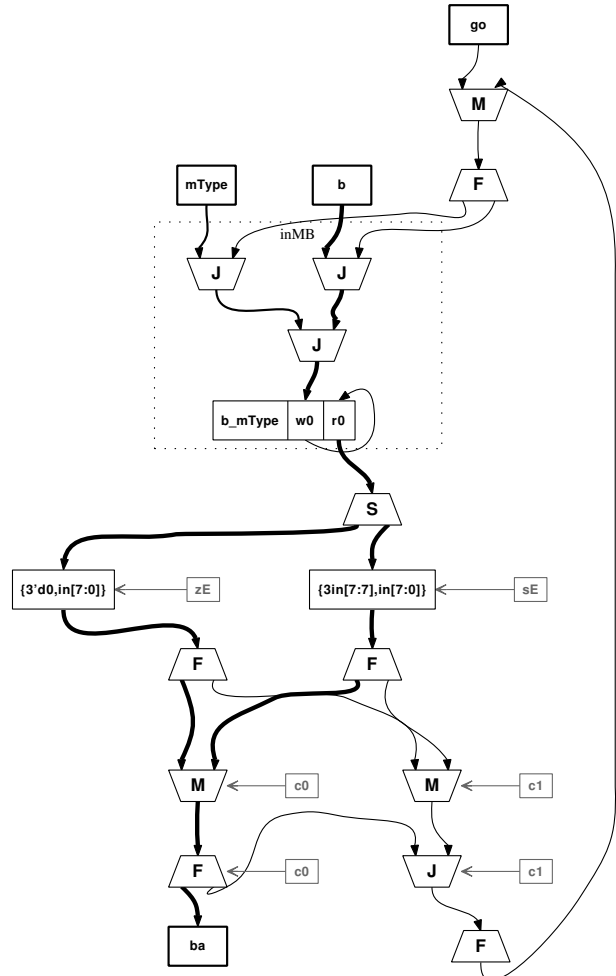 go
M
F
mType
b
inMB
J
J
J
b_mType w0 r0
S
{3'd0,in[7:0]}
zE
{3in[7:7],in[7:0]}
sE
F
F
M
c0
M
c1
F
c0
J
c1
ba
F